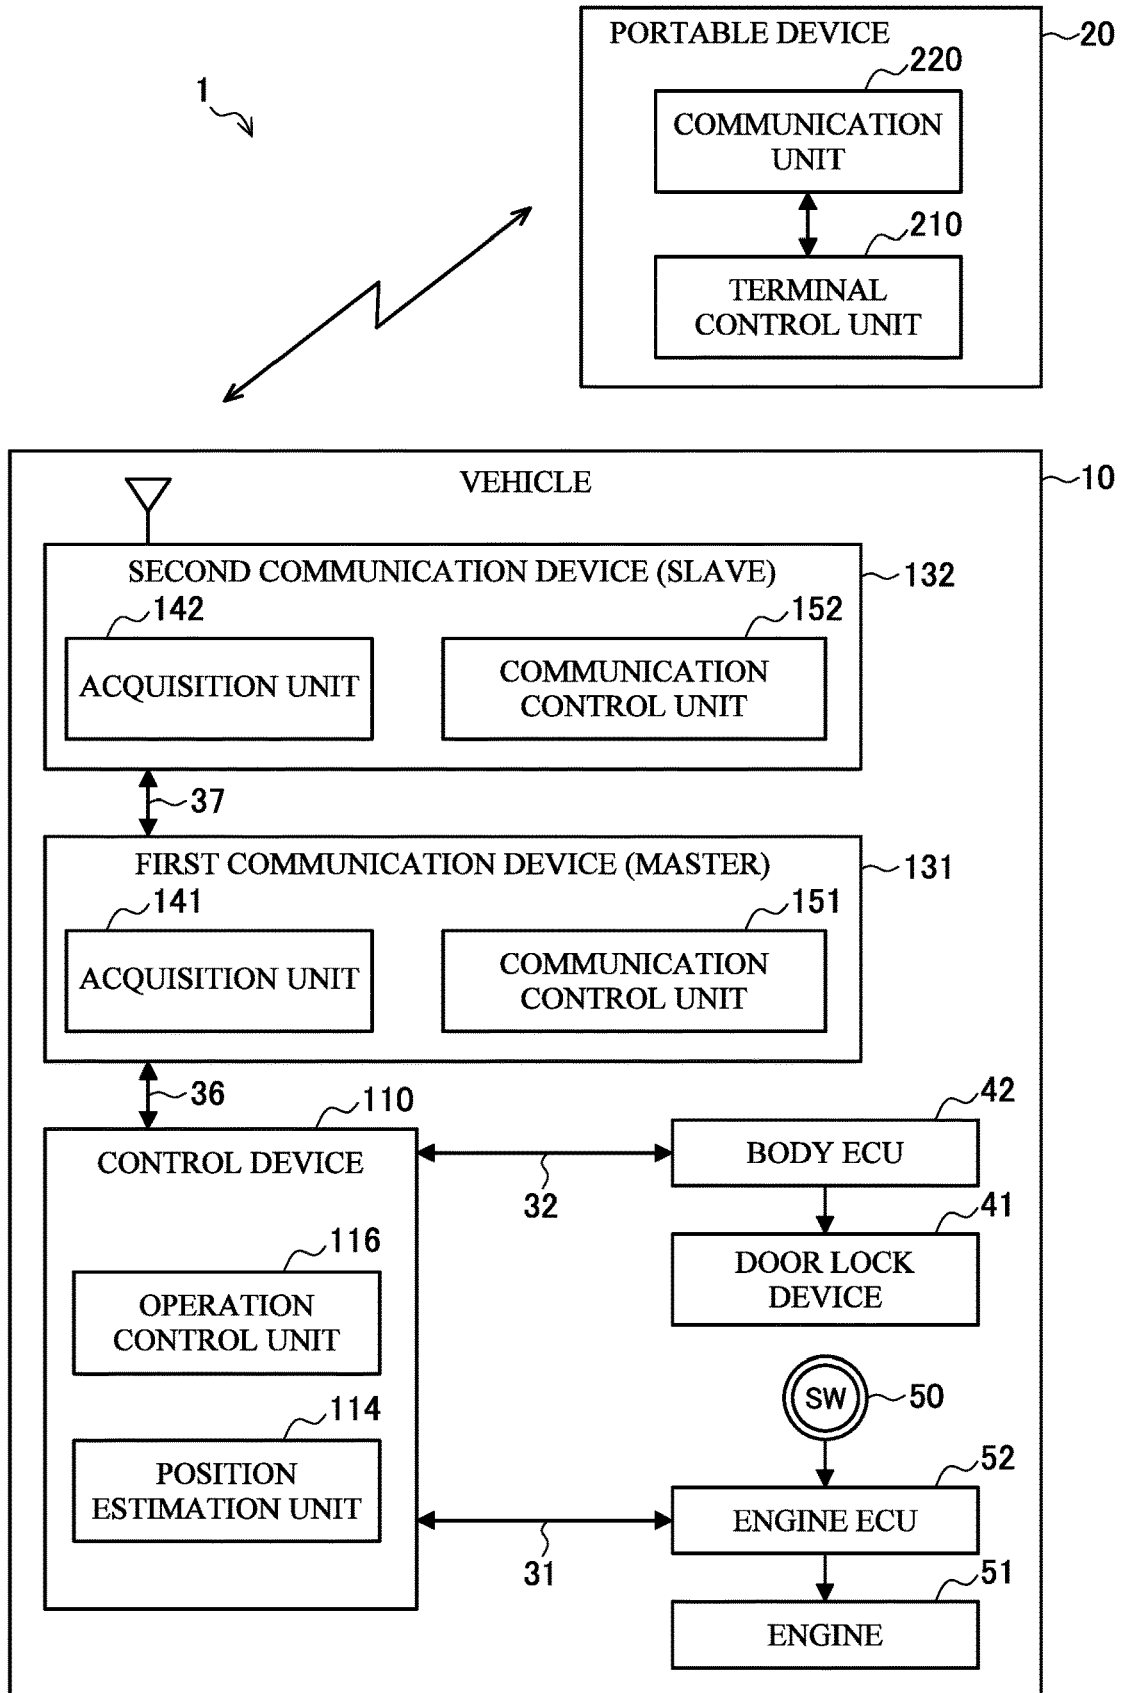 PORTABLE DEVICE
20
1
220
COMMUNICATION
UNIT
210
TERMINAL
CONTROL UNIT
VEHICLE
10
SECOND COMMUNICATION DEVICE (SLAVE)
132
142
152
ACQUISITION UNIT
COMMUNICATION
CONTROL UNIT
37
FIRST COMMUNICATION DEVICE (MASTER)
131
141
151
ACQUISITION UNIT
COMMUNICATION
CONTROL UNIT
36
110
42
CONTROL DEVICE
BODY ECU
32
41
116
DOOR LOCK
DEVICE
OPERATION
CONTROL UNIT
SW
50
114
52
POSITION
ESTIMATION UNIT
ENGINE ECU
31
51
ENGINE